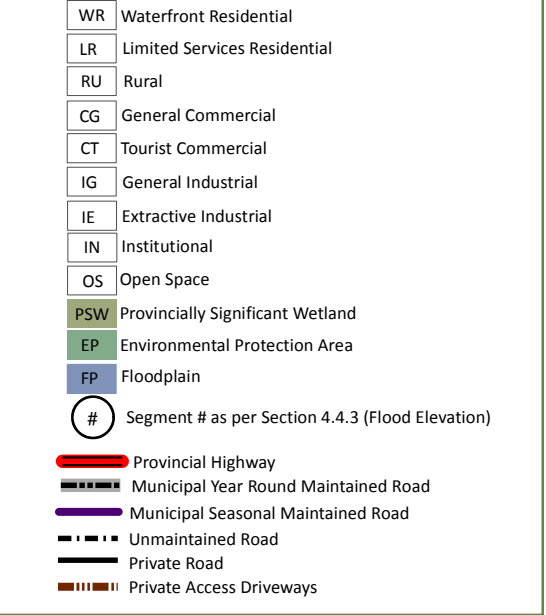 WR Waterfront Residential
LR Limited Services Residential
RU Rural
CG General Commercial
CT Tourist Commercial
IG General Industrial
IE Extractive Industrial
IN Institutional
OS Open Space
PSW Provincially Significant Wetland
EP Environmental Protection Area
FP Floodplain
# Segment # as per Section 4.4.3 (Flood Elevation)
Provincial Highway
Municipal Year Round Maintained Road
Municipal Seasonal Maintained Road
Unmaintained Road
Private Road
Private Access Driveways